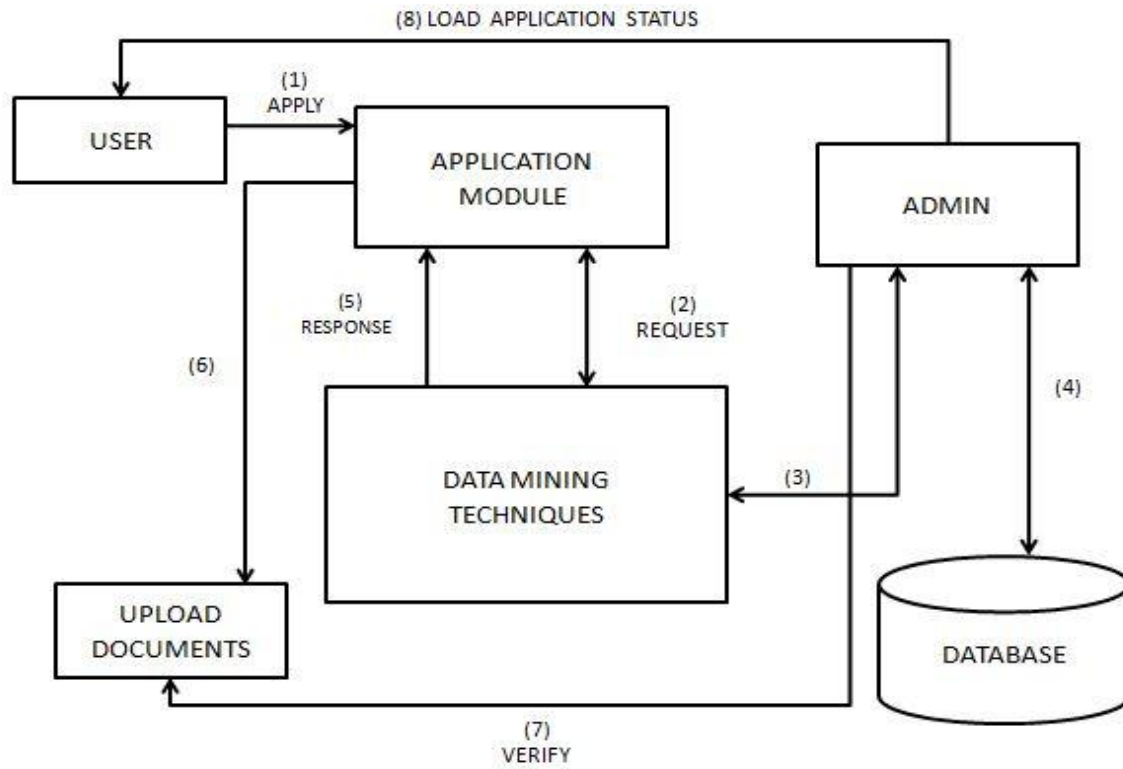 (8) LOAD APPLICATION STATUS
(1)
APPLY
USER
APPLICATION
MODULE
ADMIN
(5)
RESPONSE
(2)
REQUEST
(6)
(4)
DATA MINING
TECHNIQUES
(3)
UPLOAD
DOCUMENTS
DATABASE
(7)
VERIFY